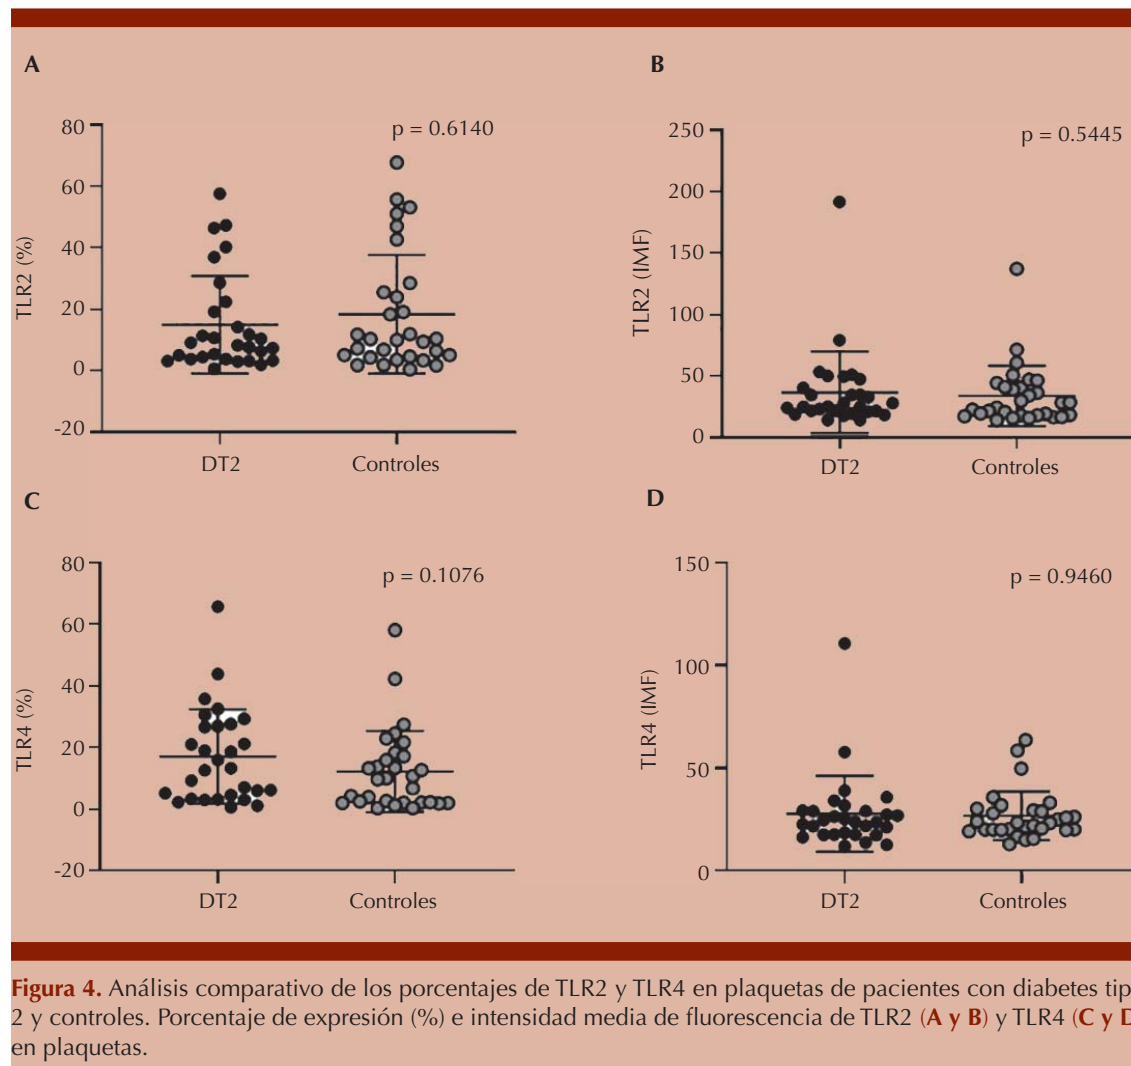 A
p = 0.6140
TLR2 (%)
80
60
40
20
0
-20
DT2
Controles
B
p = 0.5445
TLR2 (IMF)
250
200
150
100
50
0
DT2
Controles
C
p = 0.1076
TLR4 (%)
80
60
40
20
0
-20
DT2
Controles
D
p = 0.9460
TLR4 (IMF)
150
100
50
0
DT2
Controles
Figura 4. Análisis comparativo de los porcentajes de TLR2 y TLR4 en plaquetas de pacientes con diabetes tip
2 y controles. Porcentaje de expresión (%) e intensidad media de fluorescencia de TLR2 (A y B) y TLR4 (C y D
en plaquetas.